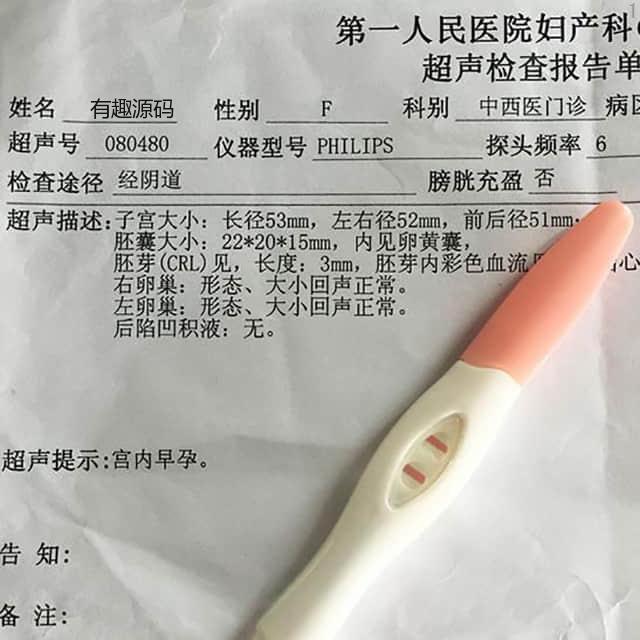 第一人民医院妇产科
超声检查报告单
姓名 有趣源码 性别 F 科别 中西医门诊 病
超声号 080480 仪器型号 PHILIPS 探头频率 6
检查途径 经阴道 膀胱充盈 否
超声描述:子宫大小: 长径53mm, 左右径52mm, 前后径51mm;
胚囊大小: 22*20*15mm, 内见卵黄囊,
胚芽(CRL)见, 长度: 3mm, 胚芽内彩色血流 心
右卵巢: 形态、大小回声正常。
左卵巢: 形态、大小回声正常。
后陷凹积液: 无。
超声提示:宫内早孕。
告 知:
备 注: